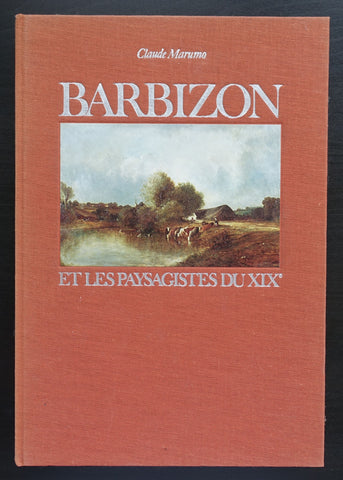 Claude Marumo
BARBIZON
ET LES PAYSAGISTES DU XIXe